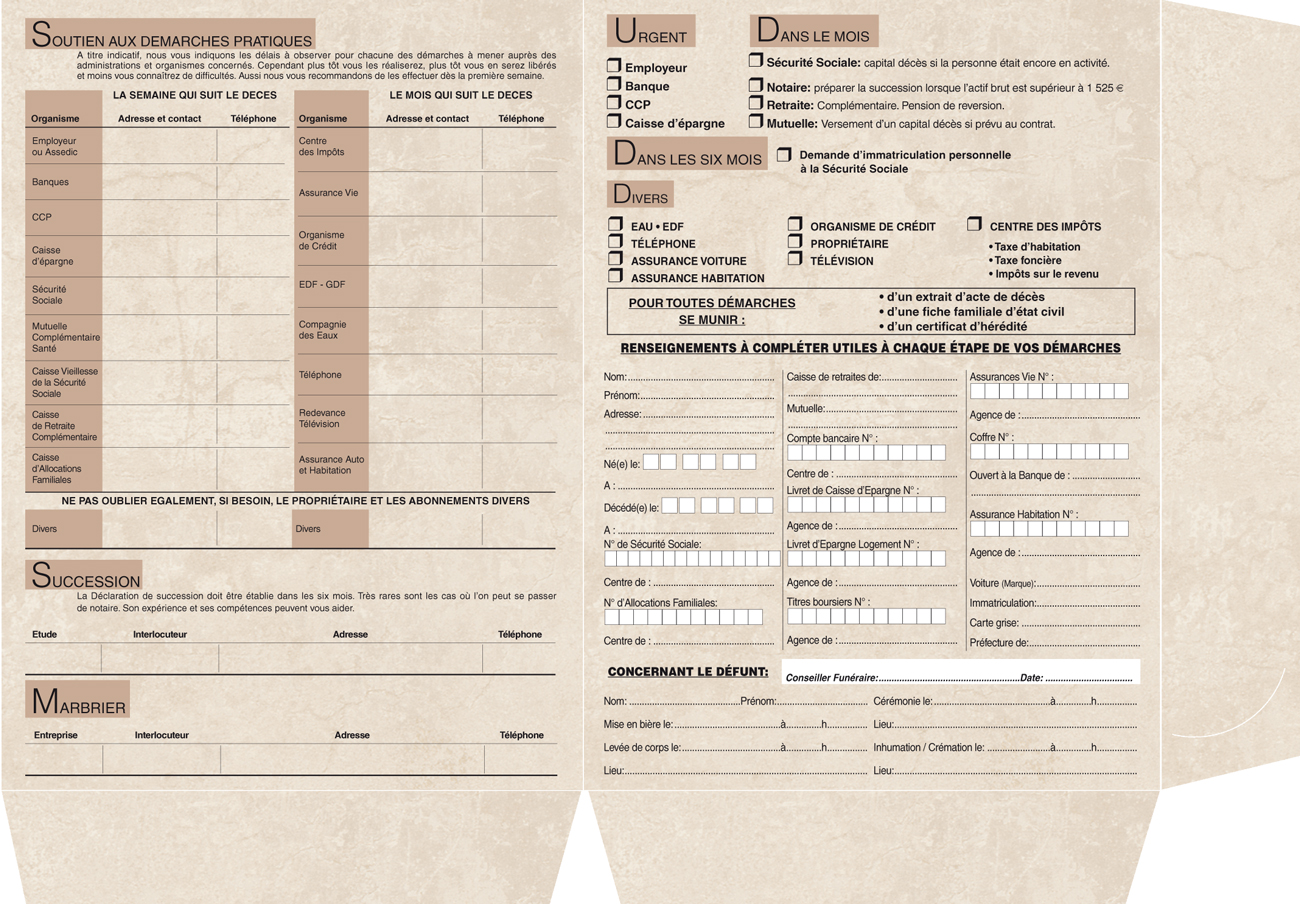 SOUTIEN AUX DEMARCHES PRATIQUES
A titre indicatif, nous vous indiquons les délais à observer pour chacune des démarches à mener auprès des
administrations et organismes concernés. Cependant plus tôt vous les réaliserez, plus tôt vous en serez libérés
et moins vous connaîtrez de difficultés. Aussi nous vous recommandons de les effectuer dès la première semaine.
LA SEMAINE QUI SUIT LE DECES
Organisme Adresse et contact Téléphone
Employeur
ou Assedic
Banques
CCP
Caisse
d'épargne
Sécurité
Sociale
Mutuelle
Complémentaire
Santé
Caisse Vieillesse
de la Sécurité
Sociale
Caisse
de Retraite
Complémentaire
Caisse
d'Allocations
Familiales
LE MOIS QUI SUIT LE DECES
Organisme Adresse et contact Téléphone
Centre
des Impôts
Assurance Vie
Organisme
de Crédit
EDF - GDF
Compagnie
des Eaux
Téléphone
Redevance
Télévision
Assurance Auto
et Habitation
NE PAS OUBLIER EGALEMENT, SI BESOIN, LE PROPRIÉTAIRE ET LES ABONNEMENTS DIVERS
Divers Divers
SUCCESSION
La Déclaration de succession doit être établie dans les six mois. Très rares sont les cas où l'on peut se passer
de notaire. Son expérience et ses compétences peuvent vous aider.
Etude Interlocuteur Adresse Téléphone
MARBRIER
Entreprise Interlocuteur Adresse Téléphone
URGENT
Employeur
Banque
CCP
Caisse d'épargne
DANS LE MOIS
Sécurité Sociale: capital décès si la personne était encore en activité.
Notaire: préparer la succession lorsque l'actif brut est supérieur à 1 525 €
Retraite: Complémentaire. Pension de reversion.
Mutuelle: Versement d'un capital décès si prévu au contrat.
DANS LES SIX MOIS
Demande d'immatriculation personnelle
à la Sécurité Sociale
DIVERS
EAU • EDF
TÉLÉPHONE
ASSURANCE VOITURE
ASSURANCE HABITATION
ORGANISME DE CRÉDIT
PROPRIÉTAIRE
TÉLÉVISION
CENTRE DES IMPÔTS
• Taxe d'habitation
• Taxe foncière
• Impôts sur le revenu
POUR TOUTES DÉMARCHES
SE MUNIR :
• d'un extrait d'acte de décès
• d'une fiche familiale d'état civil
• d'un certificat d'hérédité
RENSEIGNEMENTS À COMPLÉTER UTILES À CHAQUE ÉTAPE DE VOS DÉMARCHES
Nom:
Prénom:
Adresse:
Né(e) le:
A :
Décédé(e) le:
A :
N° de Sécurité Sociale:
Centre de :
N° d'Allocations Familiales:
Centre de :
Caisse de retraites de:
Mutuelle:
Compte bancaire N° :
Centre de :
Livret de Caisse d'Epargne N° :
Agence de :
Livret d'Epargne Logement N° :
Agence de :
Titres boursiers N° :
Agence de :
Assurances Vie N° :
Agence de :
Coffre N° :
Ouvert à la Banque de :
Assurance Habitation N° :
Agence de :
Voiture (Marque):
Immatriculation:
Carte grise:
Préfecture de:
CONCERNANT LE DÉFUNT:
Conseiller Funéraire: Date:
Nom: Prénom: Cérémonie le: à h
Mise en bière le: à h Lieu:
Levée de corps le: à h Inhumation / Crémation le: à h
Lieu: Lieu: